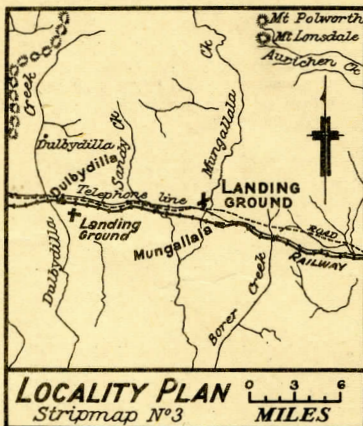 Mt Polworth
Mt Lonsdale
Aurichen Ck
Creek
Ck
Mungallala
Sandy Ck
Dulbydilla
Dulbydilla
Telephone line
LANDING
GROUND
Landing
Ground
ROAD
Mungallala
RAILWAY
Dulbydilla
Borer Creek
LOCALITY PLAN
Stripmap Nº3
0 3 6
MILES